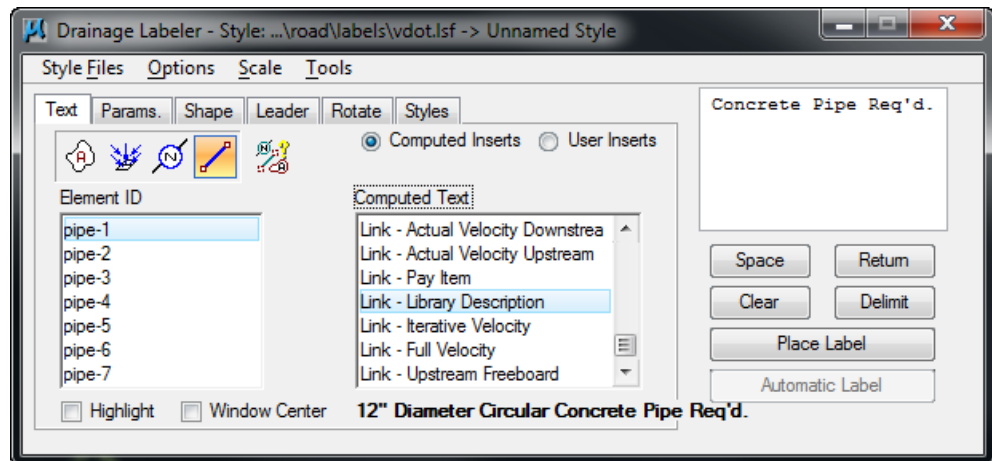 Drainage Labeler - Style: ...\road\labels\vdot.lsf -> Unnamed Style
Style Files Options Scale Tools
Text Params. Shape Leader Rotate Styles
Computed Inserts User Inserts
Element ID
pipe-1
pipe-2
pipe-3
pipe-4
pipe-5
pipe-6
pipe-7
Computed Text
Link - Actual Velocity Downstrea
Link - Actual Velocity Upstream
Link - Pay Item
Link - Library Description
Link - Iterative Velocity
Link - Full Velocity
Link - Upstream Freeboard
Highlight Window Center 12" Diameter Circular Concrete Pipe Req'd.
Concrete Pipe Req'd.
Space Return
Clear Delimit
Place Label
Automatic Label